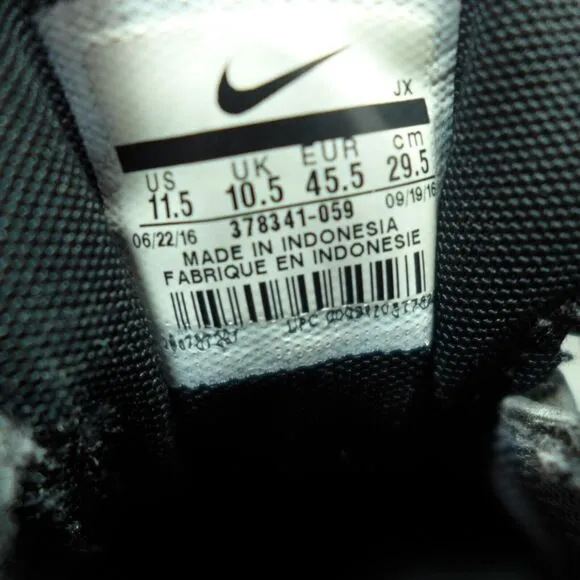 JX
US UK EUR cm
11.5 10.5 45.5 29.5
06/22/16 378341-059 09/19/16
MADE IN INDONESIA
FABRIQUE EN INDONESIE
UPC